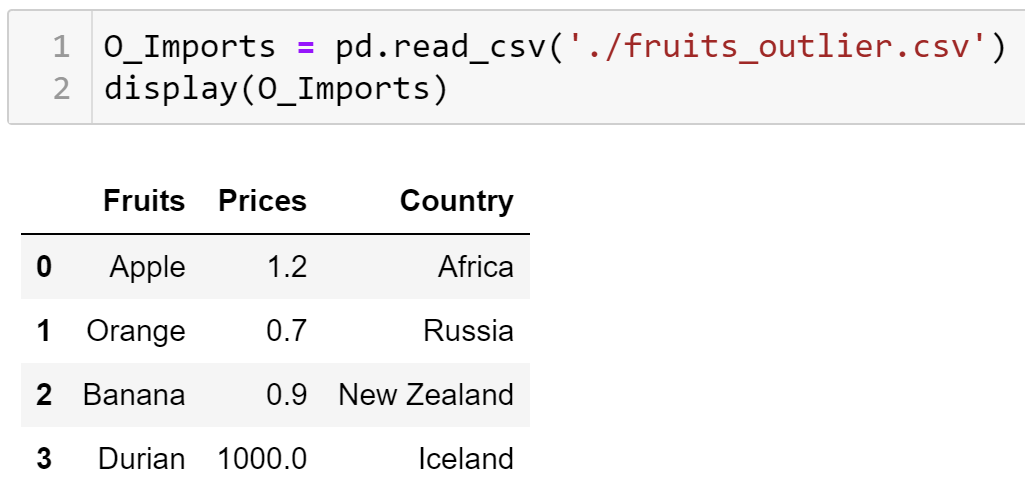 1 O_Imports = pd.read_csv('./fruits_outlier.csv')
2 display(O_Imports)
Fruits Prices Country
0 Apple 1.2 Africa
1 Orange 0.7 Russia
2 Banana 0.9 New Zealand
3 Durian 1000.0 Iceland